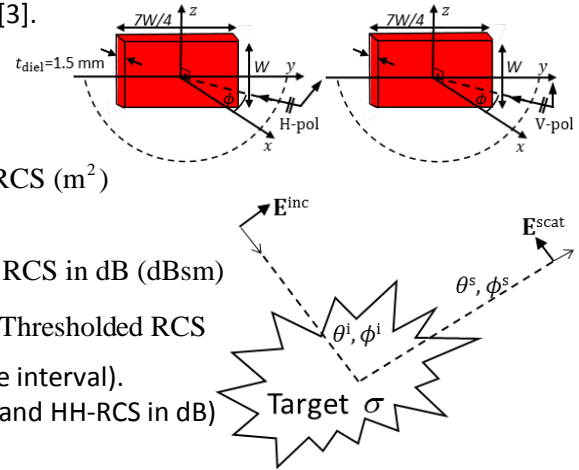 [3].
z
7W/4
t_diel=1.5 mm
W
y
ϕ
H-pol
x
z
7W/4
W
y
ϕ
V-pol
x
RCS (m²)
E^inc
E^scat
RCS in dB (dBsm)
θ^s, ϕ^s
Thresholded RCS
θ^i, ϕ^i
e interval).
and HH-RCS in dB)
Target σ